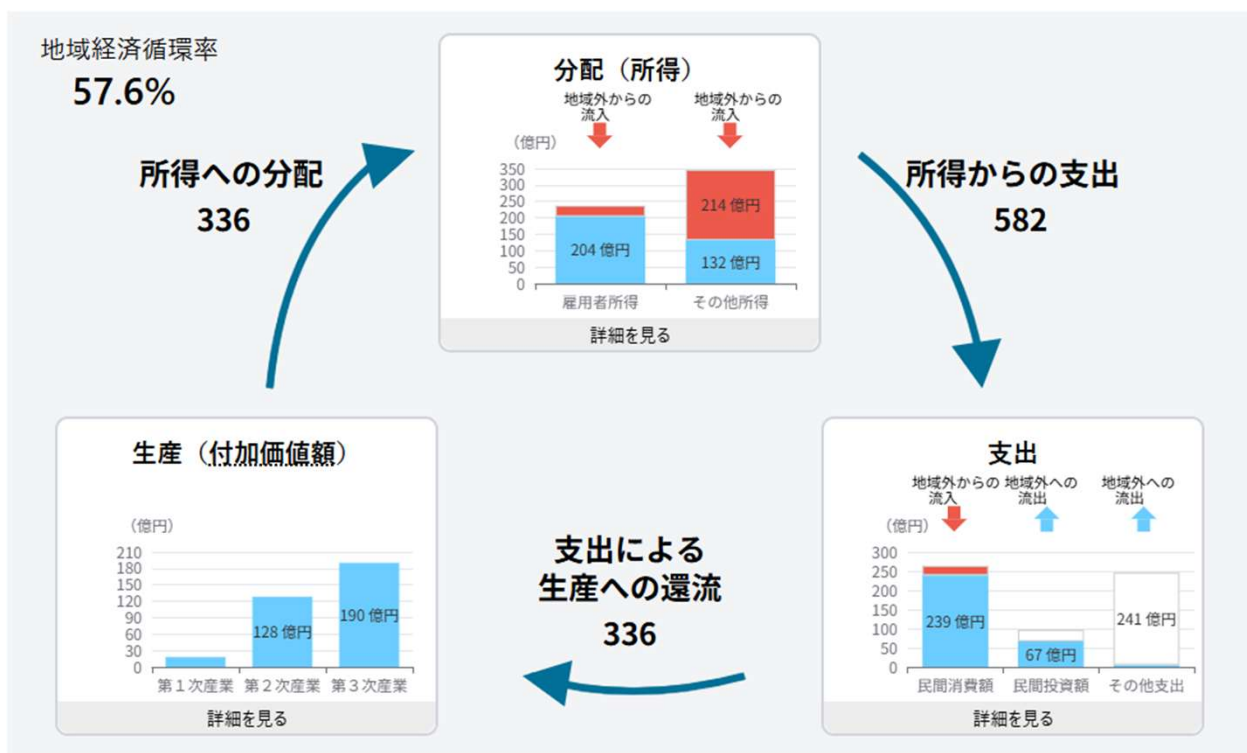 地域経済循環率
57.6%
所得への分配
336
分配（所得）
地域外からの
流入
地域外からの
流入
（億円）
350
300
250
200
150
100
50
0
214 億円
204 億円
132 億円
雇用者所得
その他所得
詳細を見る
所得からの支出
582
生産（付加価値額）
（億円）
210
180
150
120
90
60
30
0
128 億円
190 億円
第１次産業
第２次産業
第３次産業
詳細を見る
支出による
生産への還流
336
支出
地域外からの
流入
地域外への
流出
地域外への
流出
（億円）
300
250
200
150
100
50
0
239 億円
67 億円
241 億円
民間消費額
民間投資額
その他支出
詳細を見る